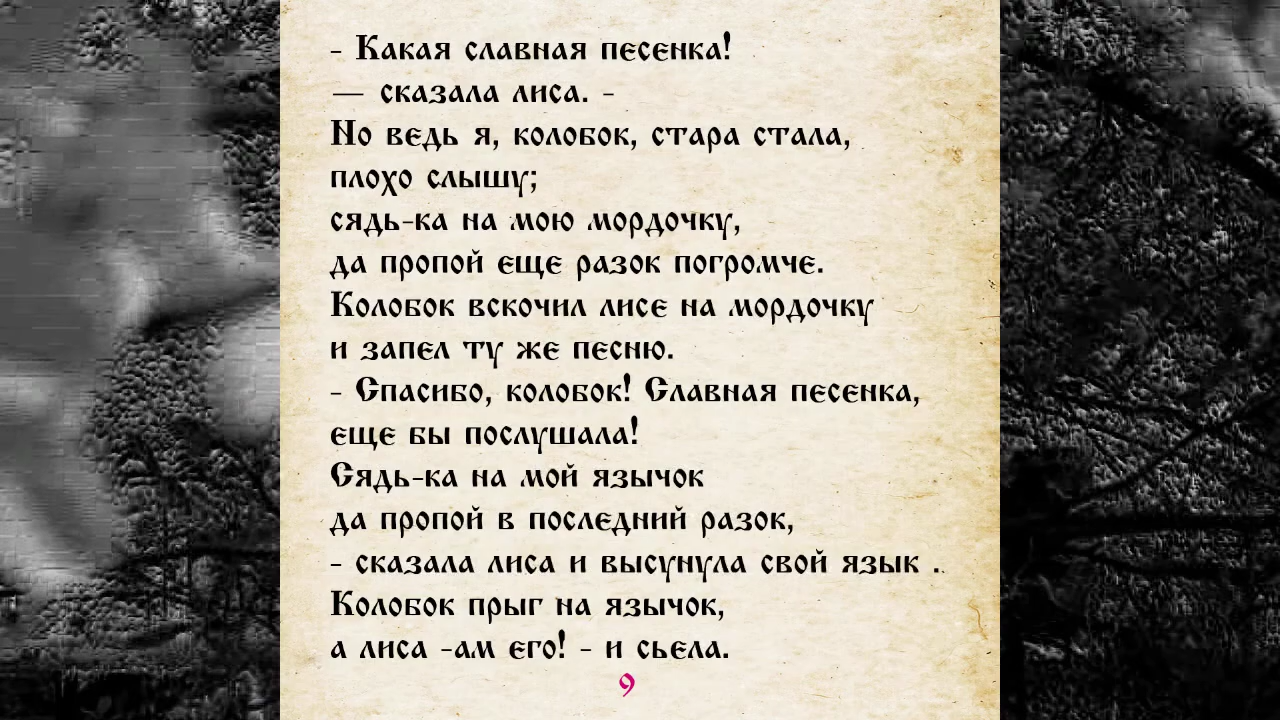 - Какая славная песенка!
— сказала лиса. -
Но ведь я, колобок, стара стала,
плохо слышу;
сядь-ка на мою мордочку,
да пропой еще разок погромче.
Колобок вскочил лисе на мордочку
и запел ту же песню.
- Спасибо, колобок! Славная песенка,
еще бы послушала!
Сядь-ка на мой язычок
да пропой в последний разок,
- сказала лиса и высунула свой язык .
Колобок прыг на язычок,
а лиса -ам его! - и сьела.
9